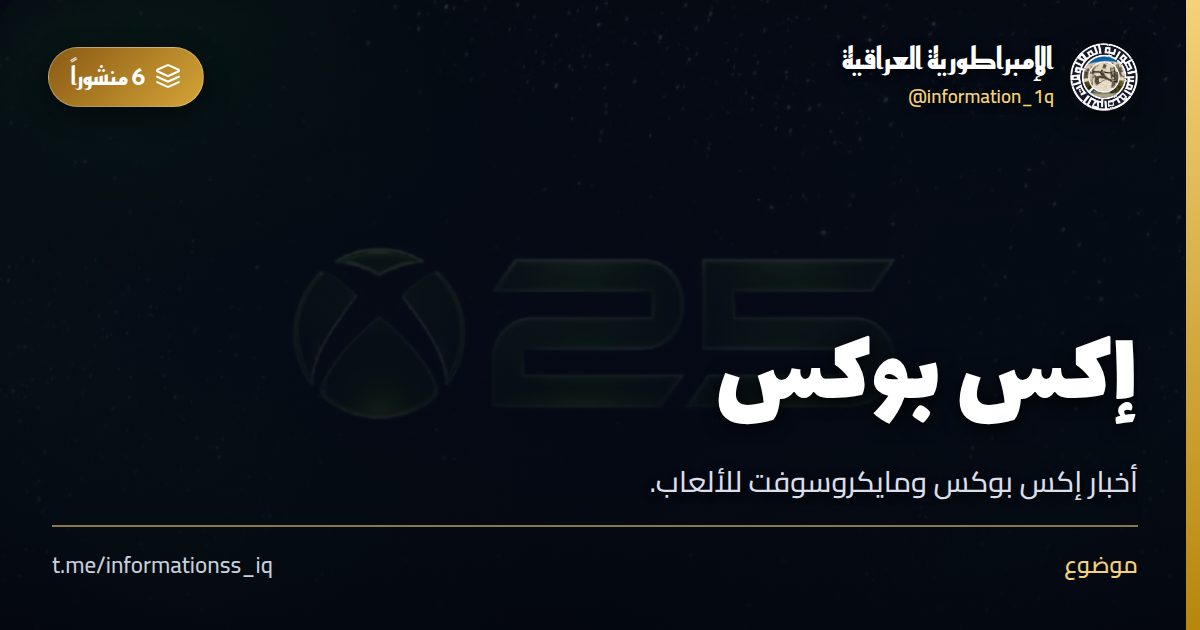 الإمبراطورية العراقية
@information_1q
6 منشوراً
25
إكس بوكس
أخبار إكس بوكس ومايكروسوفت للألعاب.
موضوع
t.me/informationss_iq